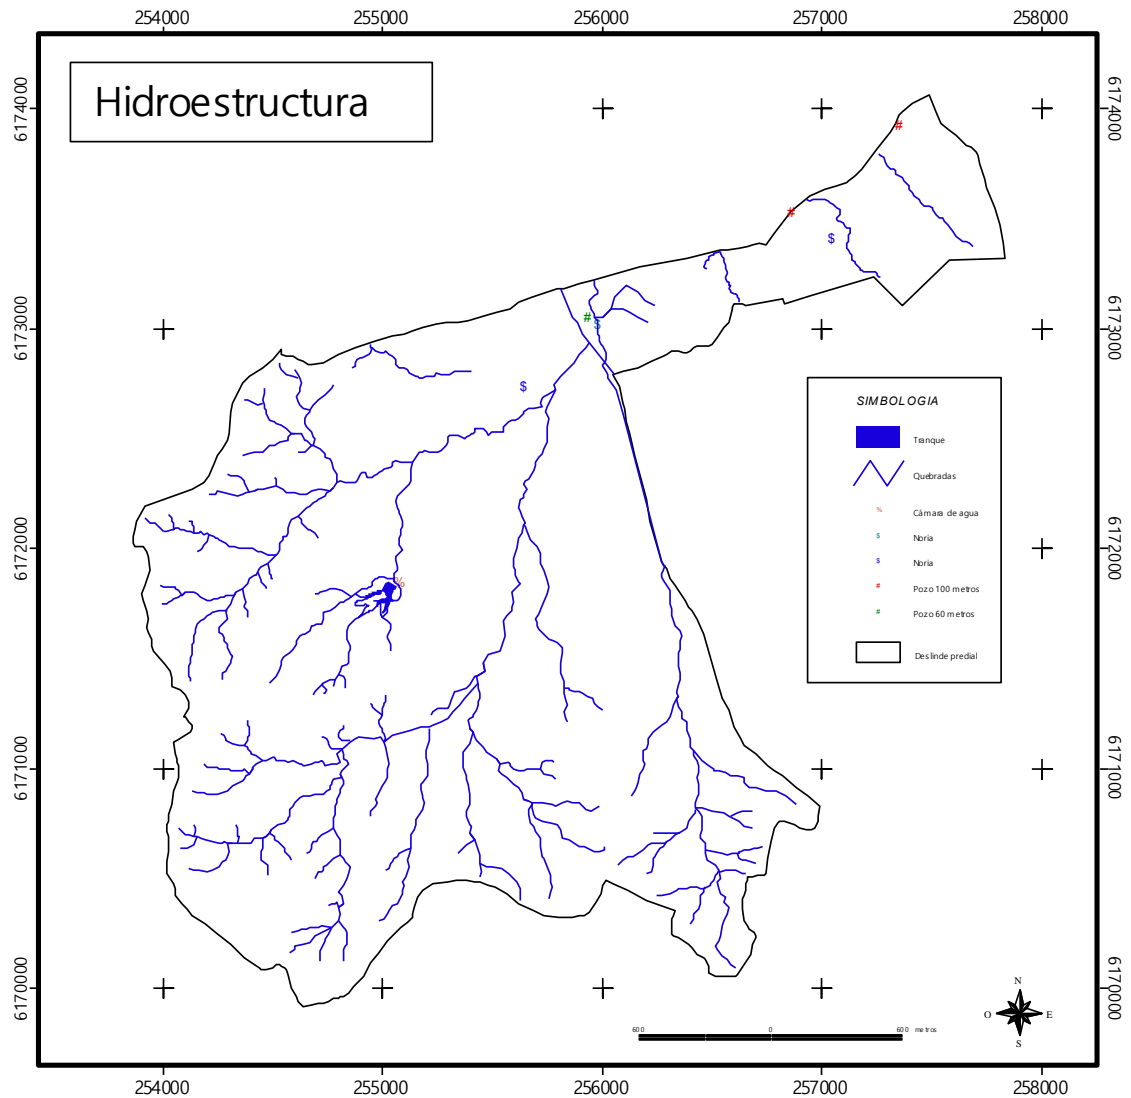 254000 255000 256000 257000 258000
Hidroestructura
6174000 6174000
6173000 6173000
SIMBOLOGIA
Tranque
Quebradas
% Cámara de agua
$ Noria
$ Noria
# Pozo 100 metros
# Pozo 60 metros
Deslinde predial
6172000 6172000
6171000 6171000
6170000 6170000
#
#
$
#
$
$
%
N
O E
S
600 0 600 metros
254000 255000 256000 257000 258000